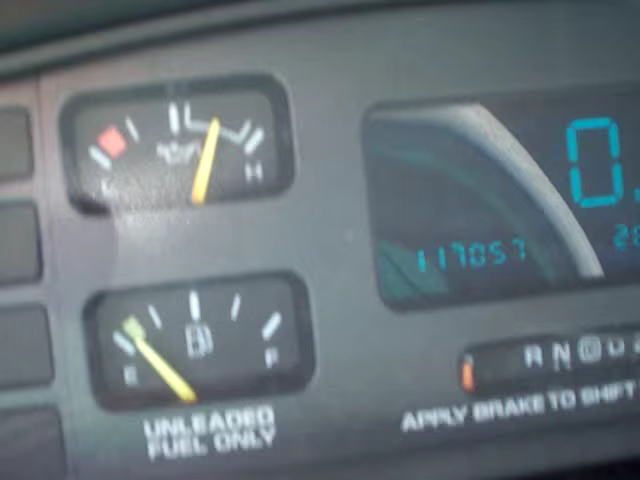 L H
0
117057
E F
R N D
UNLEADED
FUEL ONLY
APPLY BRAKE TO SHIFT